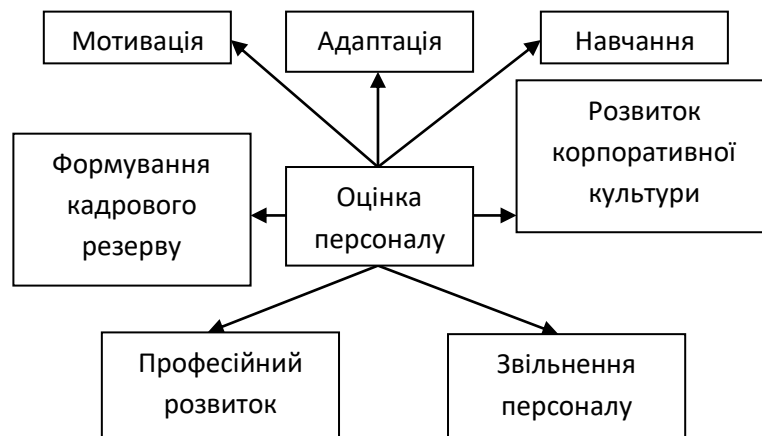 Мотивація
Адаптація
Навчання
Формування
кадрового
резерву
Оцінка
персоналу
Розвиток
корпоративної
культури
Професійний
розвиток
Звільнення
персоналу